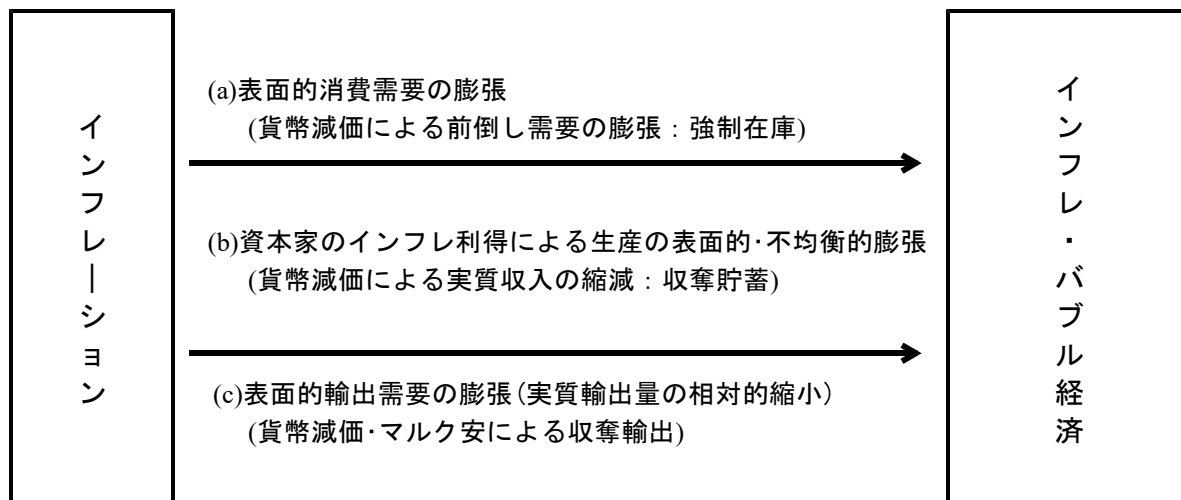 インフレーション
(a)表面的消費需要の膨張
(貨幣減価による前倒し需要の膨張：強制在庫)
(b)資本家のインフレ利得による生産の表面的･不均衡的膨張
(貨幣減価による実質収入の縮減：収奪貯蓄)
(c)表面的輸出需要の膨張(実質輸出量の相対的縮小)
(貨幣減価･マルク安による収奪輸出)
インフレ・バブル経済